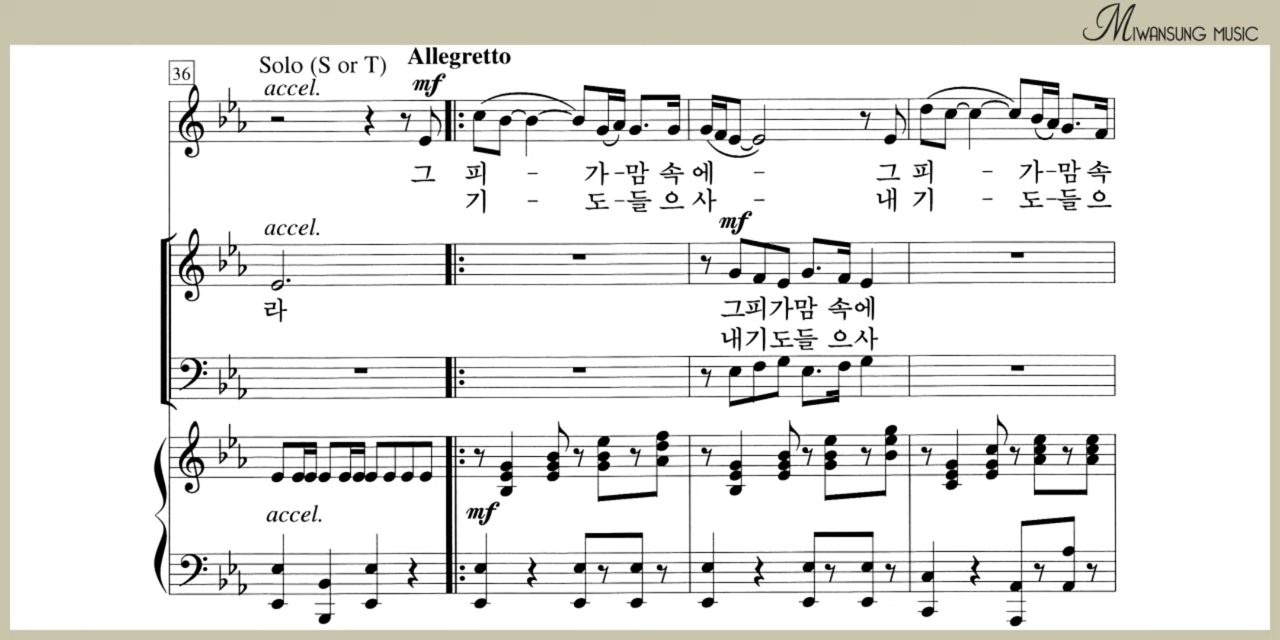 MIWANSUNG MUSIC
36
Solo (S or T) Allegretto
accel. mf
그 피 - 가-맘 속 에 - 그 피 - 가-맘 속
기 - 도-들 으 사 - 내 기 - 도-들 으
accel. mf
라 그피가맘 속에
내기도들 으사
accel. mf